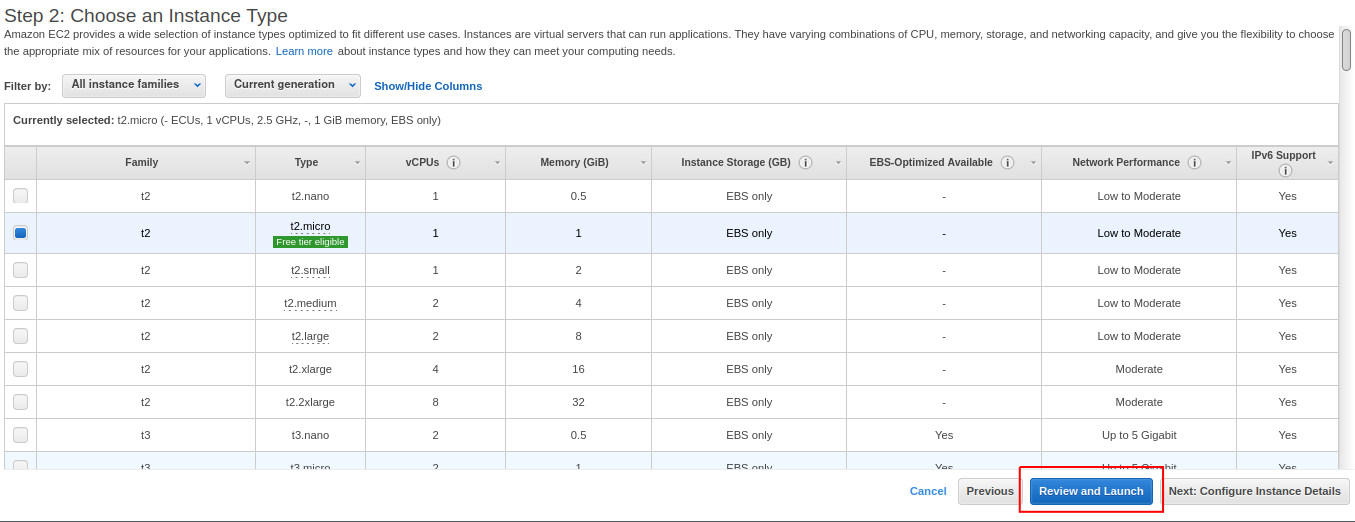 Step 2: Choose an Instance Type
Amazon EC2 provides a wide selection of instance types optimized to fit different use cases. Instances are virtual servers that can run applications. They have varying combinations of CPU, memory, storage, and networking capacity, and give you the flexibility to choose
the appropriate mix of resources for your applications. Learn more about instance types and how they can meet your computing needs.
Filter by: All instance families Current generation Show/Hide Columns
Currently selected: t2.micro (- ECUs, 1 vCPUs, 2.5 GHz, -, 1 GiB memory, EBS only)
Family Type vCPUs i Memory (GiB) Instance Storage (GB) i EBS-Optimized Available i Network Performance i IPv6 Support i
t2 t2.nano 1 0.5 EBS only - Low to Moderate Yes
t2 t2.micro 1 1 EBS only - Low to Moderate Yes
Free tier eligible
t2 t2.small 1 2 EBS only - Low to Moderate Yes
t2 t2.medium 2 4 EBS only - Low to Moderate Yes
t2 t2.large 2 8 EBS only - Low to Moderate Yes
t2 t2.xlarge 4 16 EBS only - Moderate Yes
t2 t2.2xlarge 8 32 EBS only - Moderate Yes
t3 t3.nano 2 0.5 EBS only Yes Up to 5 Gigabit Yes
t3 t3.micro 2 1 EBS only Yes Up to 5 Gigabit Yes
Cancel Previous Review and Launch Next: Configure Instance Details